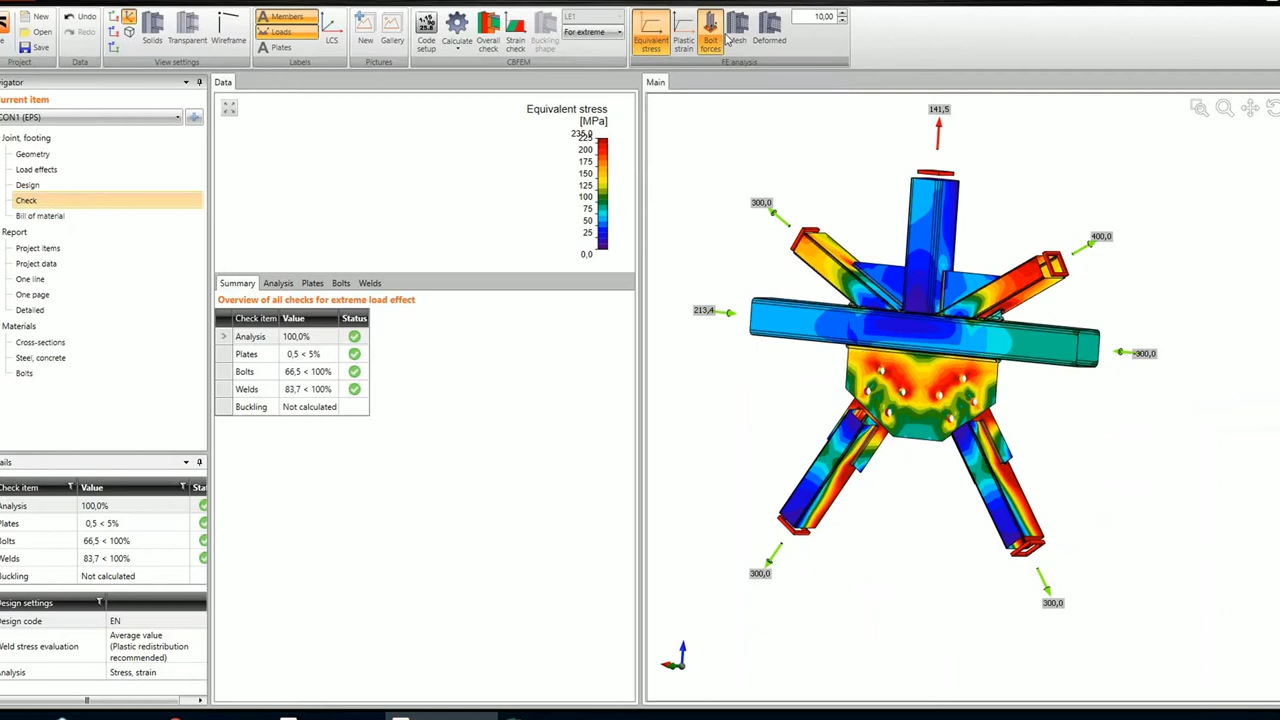 New
Open
Save
Project
Undo
Redo
Data
Solids
Transparent
Wireframe
View settings
Members
Loads
Plates
LCS
Labels
New
Gallery
Pictures
Code setup
Calculate
Overall check
Strain check
Buckling shape
LE1
For extreme
CBFEM
Equivalent stress
Plastic strain
Bolt forces
Mesh
Deformed
10,00
FE analysis
avigator
urrent item
CON1 (EPS)
Joint, footing
Geometry
Load effects
Design
Check
Bill of material
Report
Project items
Project data
One line
One page
Detailed
Materials
Cross-sections
Steel, concrete
Bolts
ails
Check item Value Stat
Analysis 100,0%
Plates 0,5 < 5%
Bolts 66,5 < 100%
Welds 83,7 < 100%
Buckling Not calculated
Design settings
Design code EN
Weld stress evaluation Average value
(Plastic redistribution
recommended)
Analysis Stress, strain
Data
Equivalent stress
[MPa]
235,0
225
200
175
150
125
100
75
50
25
0,0
Summary Analysis Plates Bolts Welds
Overview of all checks for extreme load effect
Check item Value Status
> Analysis 100,0%
Plates 0,5 < 5%
Bolts 66,5 < 100%
Welds 83,7 < 100%
Buckling Not calculated
Main
141,5
300,0
400,0
213,4
-300,0
300,0
300,0